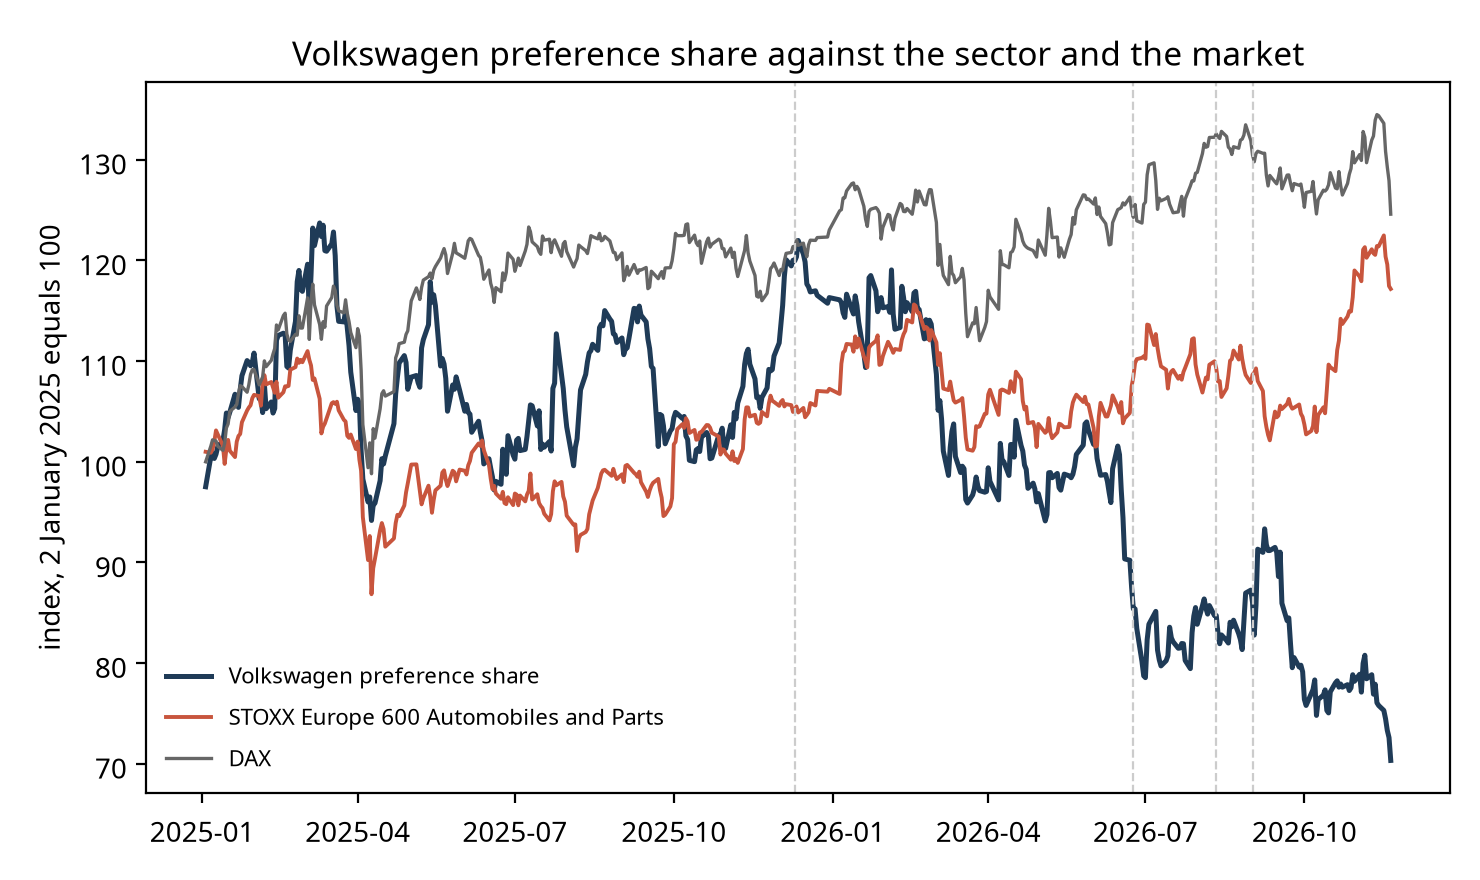 Volkswagen preference share against the sector and the market
index, 2 January 2025 equals 100
130
120
110
100
90
80
70
Volkswagen preference share
STOXX Europe 600 Automobiles and Parts
DAX
2025-01 2025-04 2025-07 2025-10 2026-01 2026-04 2026-07 2026-10